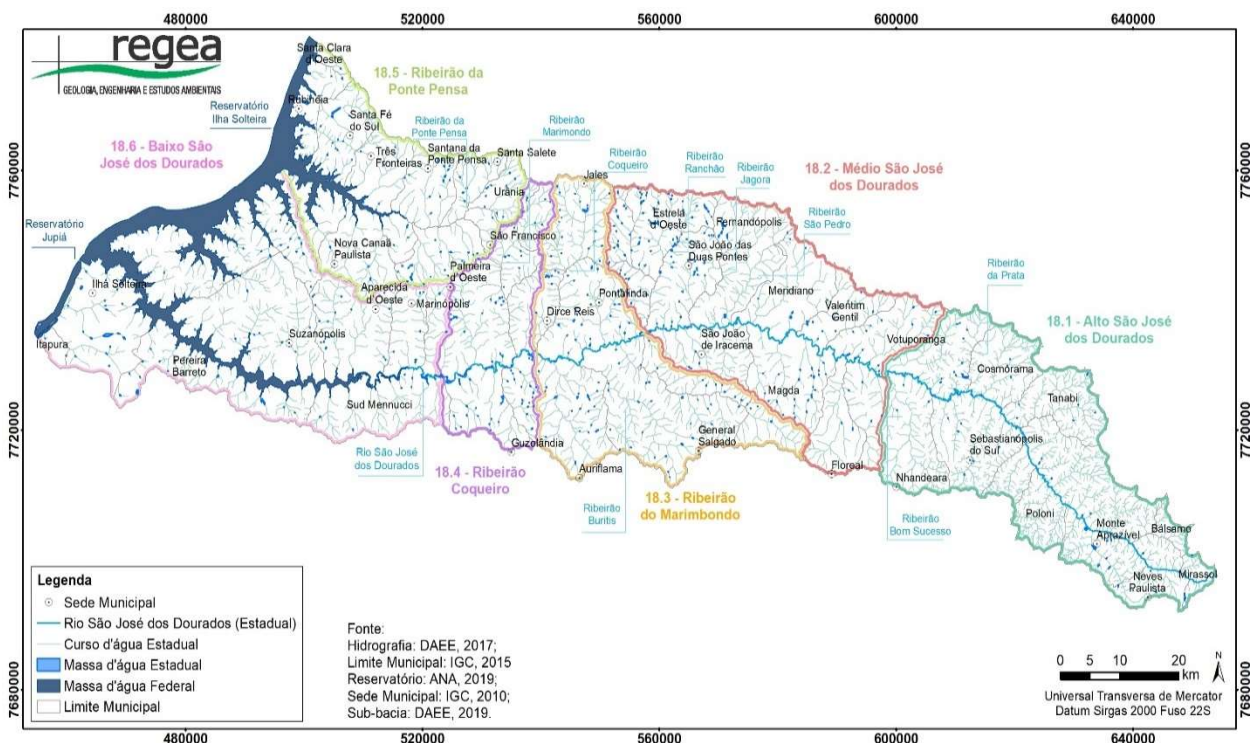 480000
520000
560000
600000
640000
regea
GEOLOGIA, ENGENHARIA E ESTUDOS AMBIENTAIS
Santa Clara
d'Oeste
18.5 - Ribeirão da
Ponte Pensa
Reservatório
Ilha Solteira
Rubinéia
Santa Fé
do Sul
Ribeirão da
Ponte Pensa
Ribeirão
Marimondo
18.6 - Baixo São
José dos Dourados
Três
Fronteiras
Santana da
Ponte Pensa
Santa Salete
Ribeirão
Coqueiro
Ribeirão
Ranchão
Ribeirão
Jagora
18.2 - Médio São José
dos Dourados
7760000
7760000
Jales
Urânia
Estrela
d'Oeste
Fernandópolis
Ribeirão
São Pedro
Reservatório
Jupiá
São Francisco
Nova Canaã
Paulista
São João das
Duas Pontes
Ribeirão
da Prata
Palmeira
d'Oeste
Ilha Solteira
Aparecida
d'Oeste
Marinópolis
Pontalinda
Meridiano
Dirce Reis
Valentim
Gentil
18.1 - Alto São José
dos Dourados
Suzanópolis
São João
de Iracema
Votuporanga
Itapura
Pereira
Barreto
Cosmorama
Magda
Tanabi
Sud Mennucci
7720000
7720000
General
Salgado
Sebastianópolis
do Sul
Guzolândia
Rio São José
dos Dourados
18.4 - Ribeirão
Coqueiro
Auriflama
Floreal
Nhandeara
18.3 - Ribeirão
do Marimbondo
Ribeirão
Buritis
Ribeirão
Bom Sucesso
Poloni
Monte
Aprazível
Bálsamo
Neves
Paulista
Mirassol
Legenda
Sede Municipal
Rio São José dos Dourados (Estadual)
Curso d'água Estadual
Massa d'água Estadual
Massa d'água Federal
Limite Municipal
Fonte:
Hidrografia: DAEE, 2017;
Limite Municipal: IGC, 2015
Reservatório: ANA, 2019;
Sede Municipal: IGC, 2010;
Sub-bacia: DAEE, 2019.
0 5 10 20
km
N
Universal Transversa de Mercator
Datum Sirgas 2000 Fuso 22S
7680000
7680000
480000
520000
560000
600000
640000